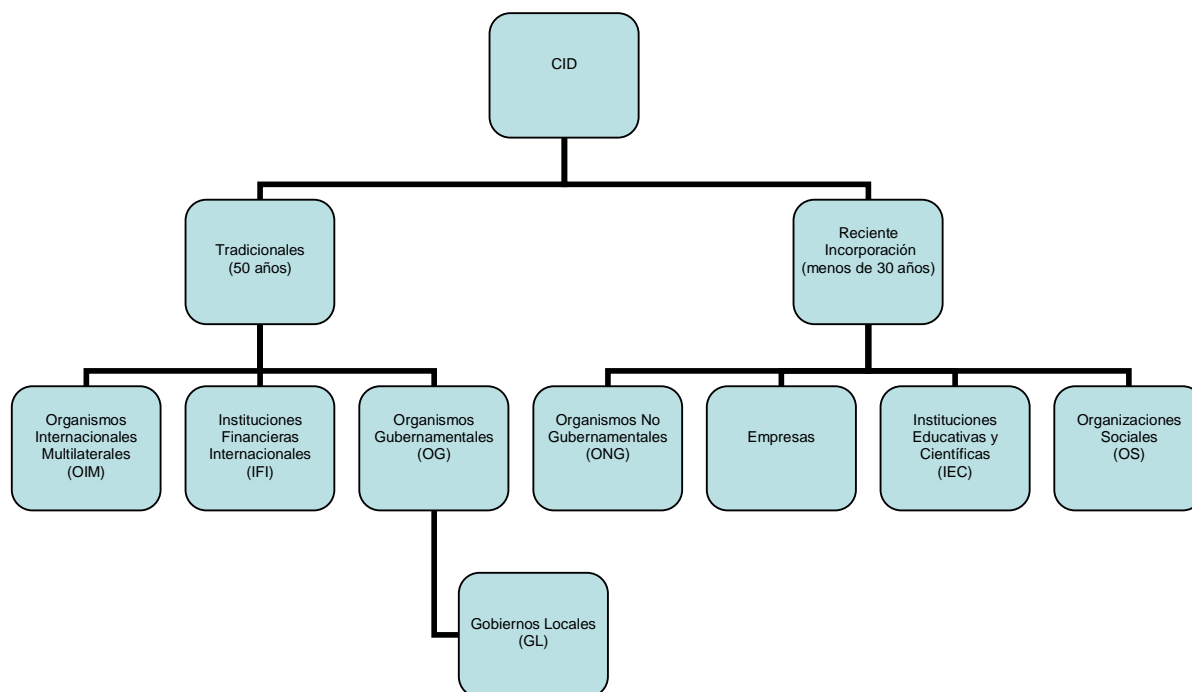 CID
Tradicionales
(50 años)
Reciente
Incorporación
(menos de 30 años)
Organismos
Internacionales
Multilaterales
(OIM)
Instituciones
Financieras
Internacionales
(IFI)
Organismos
Gubernamentales
(OG)
Organismos No
Gubernamentales
(ONG)
Empresas
Instituciones
Educativas y
Científicas
(IEC)
Organizaciones
Sociales
(OS)
Gobiernos Locales
(GL)